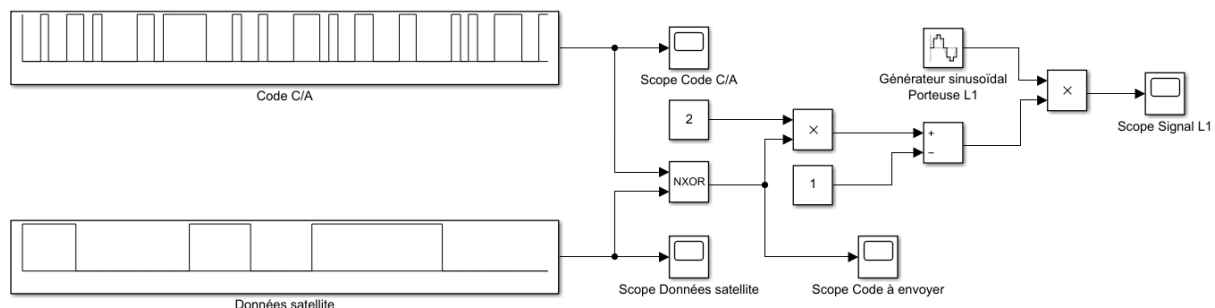 Code C/A
Scope Code C/A
Générateur sinusoïdal
Porteuse L1
×
Scope Signal L1
2
×
+
−
NXOR
1
Données satellite
Scope Données satellite
Scope Code à envoyer